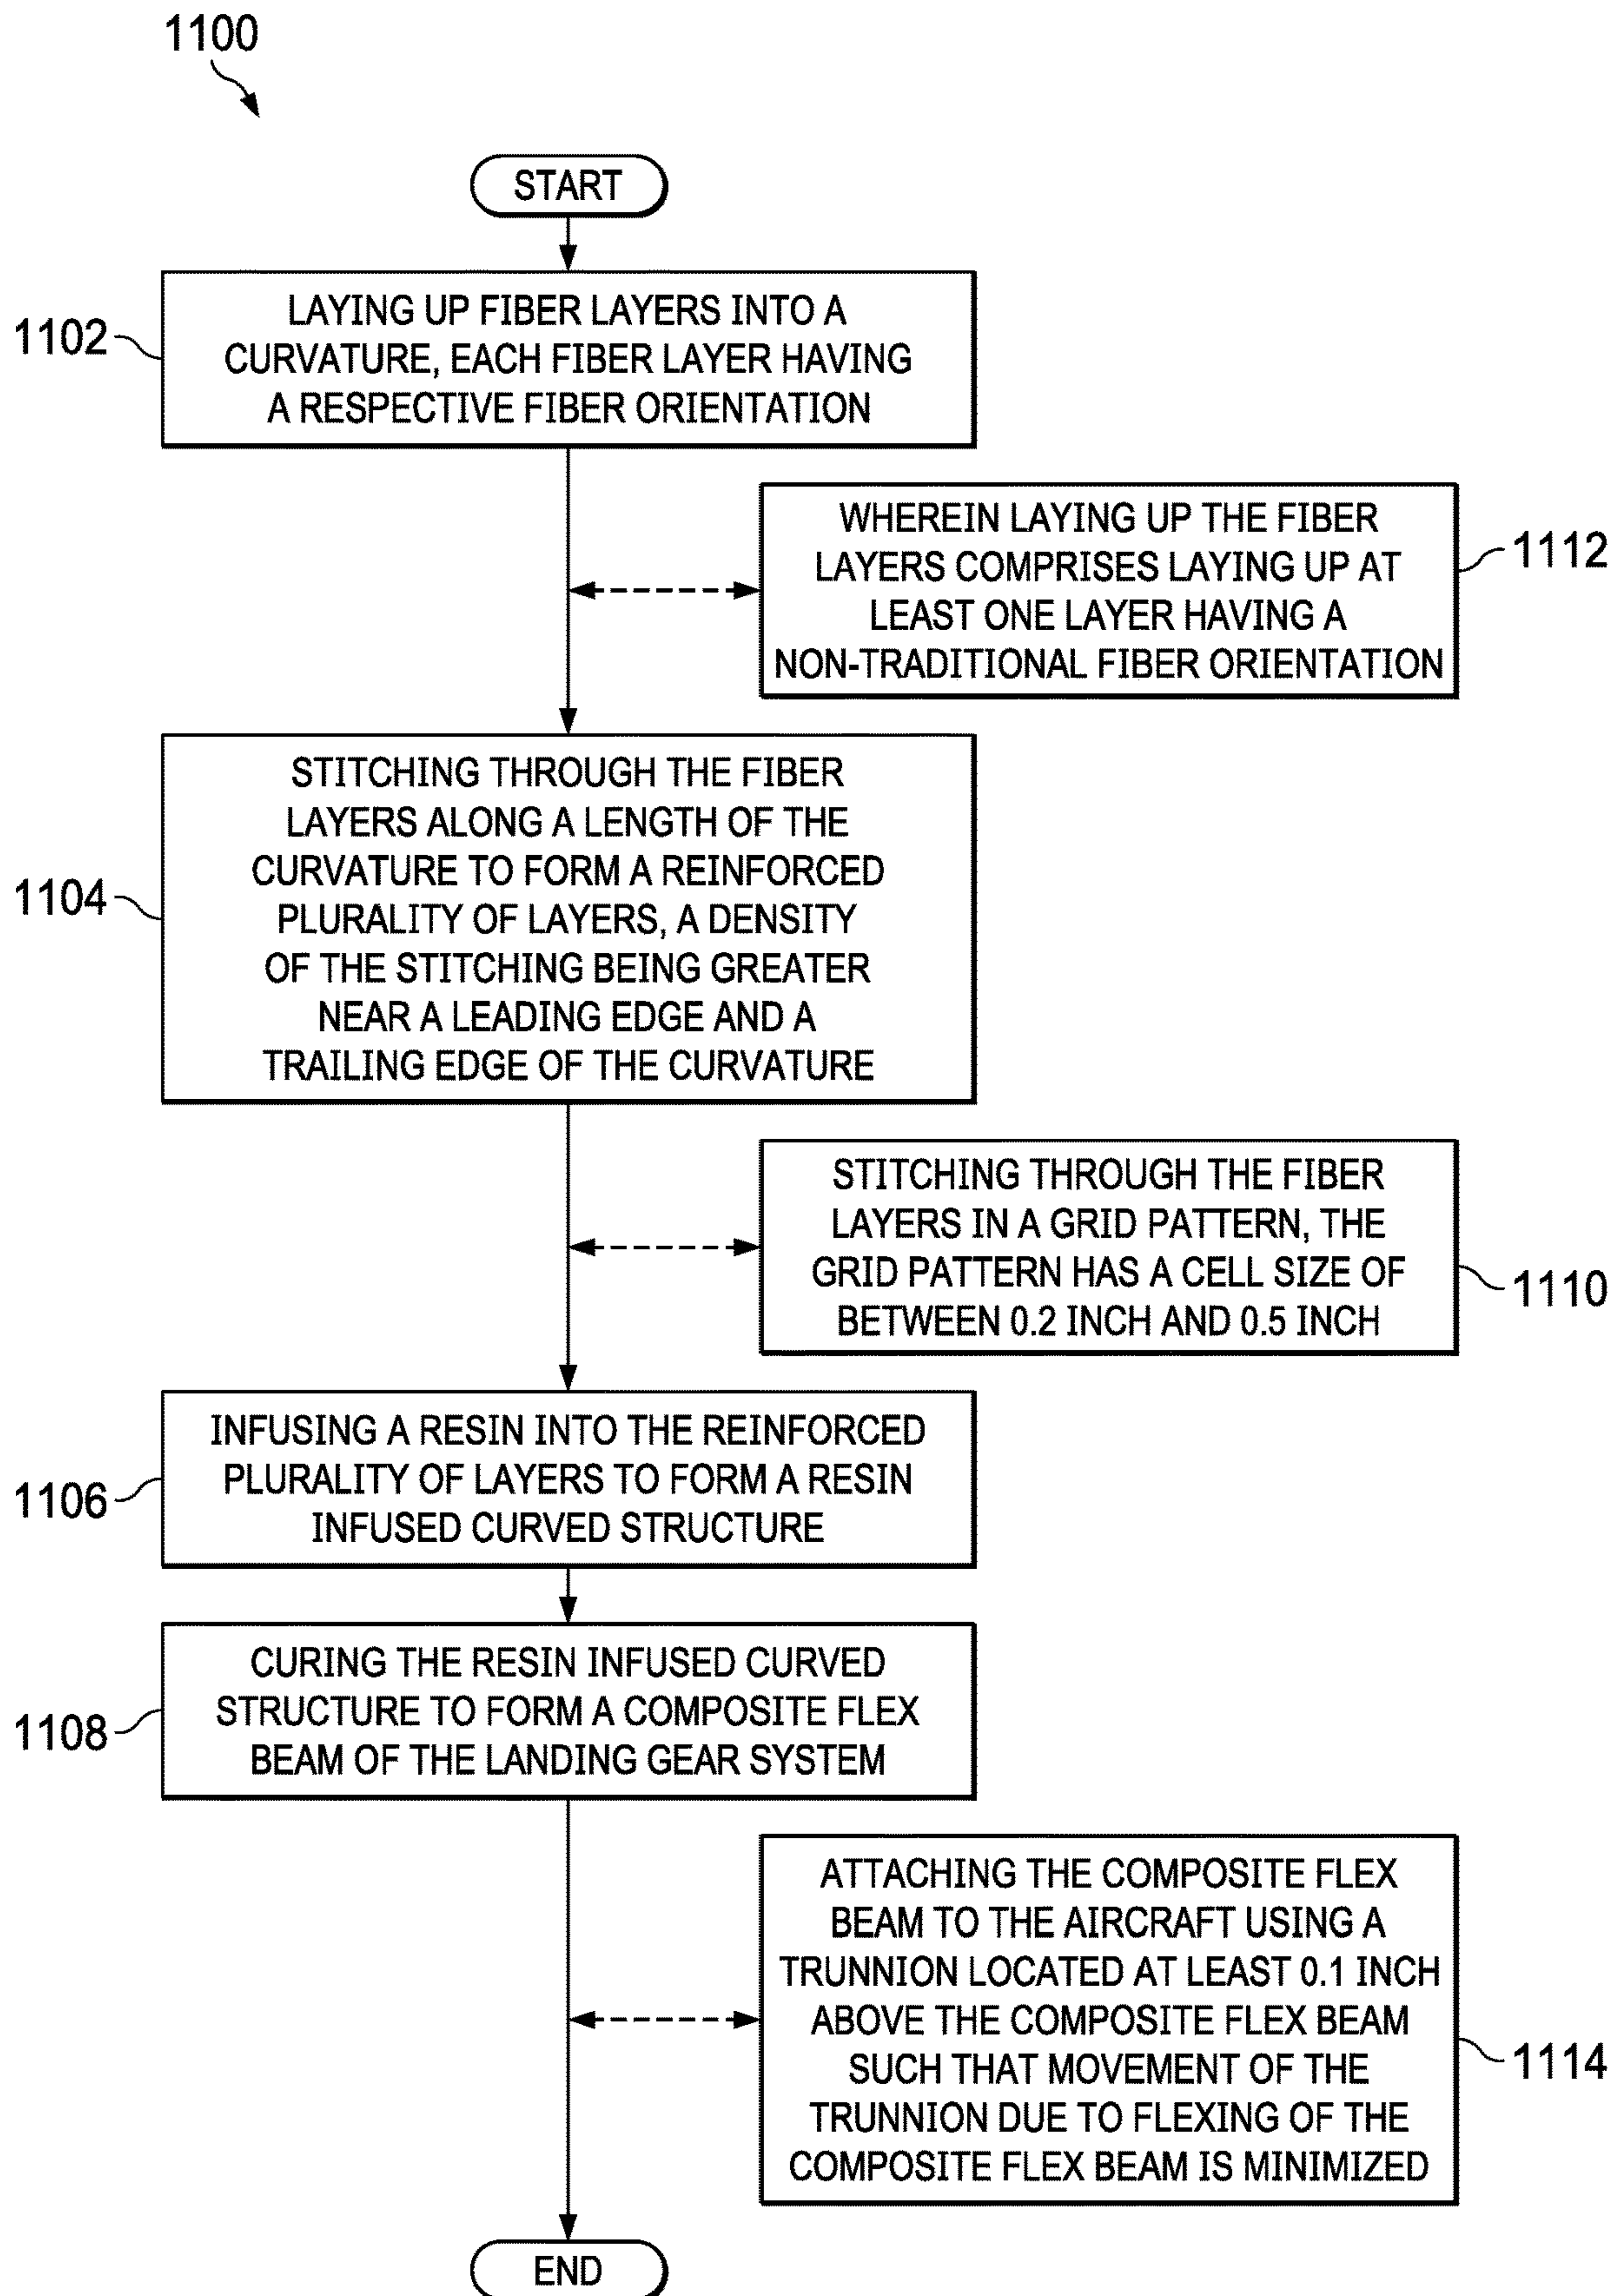 1100
START
1102
LAYING UP FIBER LAYERS INTO A
CURVATURE, EACH FIBER LAYER HAVING
A RESPECTIVE FIBER ORIENTATION
WHEREIN LAYING UP THE FIBER
LAYERS COMPRISES LAYING UP AT
LEAST ONE LAYER HAVING A
NON-TRADITIONAL FIBER ORIENTATION
1112
1104
STITCHING THROUGH THE FIBER
LAYERS ALONG A LENGTH OF THE
CURVATURE TO FORM A REINFORCED
PLURALITY OF LAYERS, A DENSITY
OF THE STITCHING BEING GREATER
NEAR A LEADING EDGE AND A
TRAILING EDGE OF THE CURVATURE
STITCHING THROUGH THE FIBER
LAYERS IN A GRID PATTERN, THE
GRID PATTERN HAS A CELL SIZE OF
BETWEEN 0.2 INCH AND 0.5 INCH
1110
1106
INFUSING A RESIN INTO THE REINFORCED
PLURALITY OF LAYERS TO FORM A RESIN
INFUSED CURVED STRUCTURE
1108
CURING THE RESIN INFUSED CURVED
STRUCTURE TO FORM A COMPOSITE FLEX
BEAM OF THE LANDING GEAR SYSTEM
ATTACHING THE COMPOSITE FLEX
BEAM TO THE AIRCRAFT USING A
TRUNNION LOCATED AT LEAST 0.1 INCH
ABOVE THE COMPOSITE FLEX BEAM
SUCH THAT MOVEMENT OF THE
TRUNNION DUE TO FLEXING OF THE
COMPOSITE FLEX BEAM IS MINIMIZED
1114
END